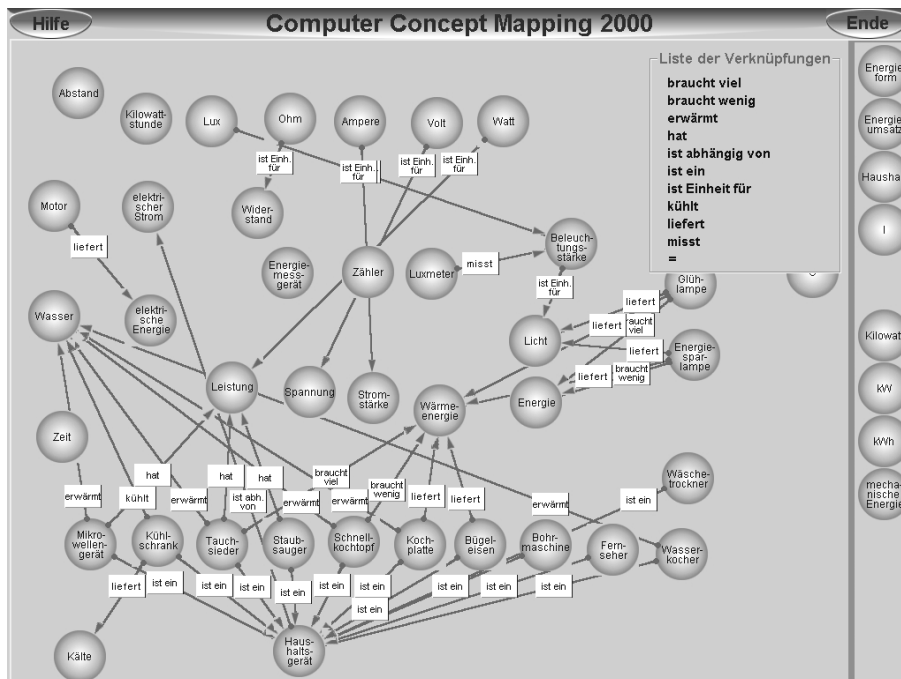 Hilfe
Computer Concept Mapping 2000
Ende
Liste der Verknüpfungen
braucht viel
braucht wenig
erwärmt
hat
ist abhängig von
ist ein
ist Einheit für
kühlt
liefert
misst
=
Energie
form
Energie
umsatz
Haushal
I
Kilowat
kW
kWh
mecha-
nische
Energie
Abstand
Kilowatt-
stunde
Lux
Ohm
Ampere
Volt
Watt
ist Einh.
für
ist Einh.
für
ist Einh.
für
ist Einh.
für
Motor
elektri-
scher
Strom
Wider-
stand
liefert
Energie-
mess-
gerät
Zähler
Luxmeter
misst
Beleuch-
tungs-
stärke
ist Einh.
für
Glüh-
lampe
liefert
liefert
braucht
viel
Wasser
elektri-
sche
Energie
Licht
liefert
Energie-
spar-
lampe
braucht
wenig
liefert
Leistung
Spannung
Strom-
stärke
Wärme-
energie
Energie
Zeit
hat
hat
hat
braucht
viel
braucht
wenig
liefert
liefert
erwärmt
kühlt
erwärmt
ist abh.
von
erwärmt
erwärmt
erwärmt
ist ein
Wäsche-
trockner
Mikro-
wellen-
gerät
Kühl-
schrank
Tauch-
sieder
Staub-
sauger
Schnell-
kochtopf
Koch-
platte
Bügel-
eisen
Bohr-
maschine
Fern-
seher
Wasser-
kocher
liefert
ist ein
ist ein
ist ein
ist ein
ist ein
ist ein
ist ein
ist ein
ist ein
ist ein
Kälte
Haus-
halts-
gerät